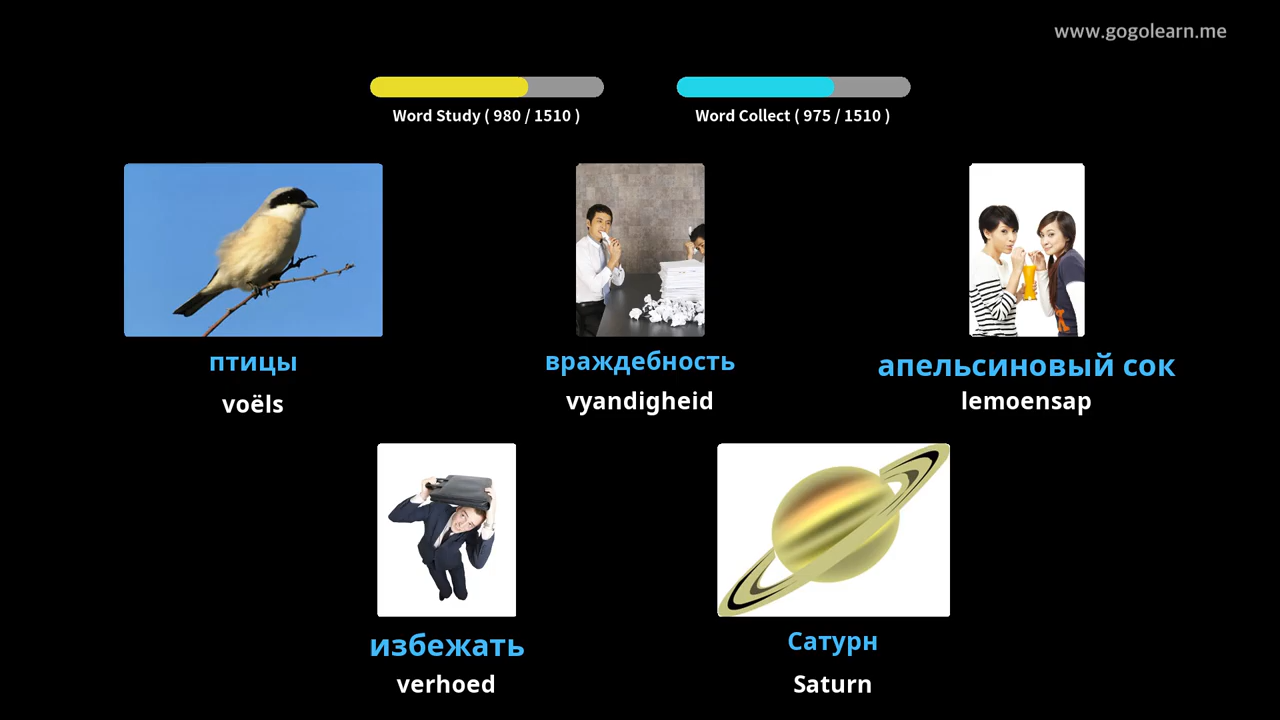 www.gogolearn.me
Word Study ( 980 / 1510 )
Word Collect ( 975 / 1510 )
птицы
враждебность
апельсиновый сок
voëls
vyandigheid
lemoensap
избежать
Сатурн
verhoed
Saturn